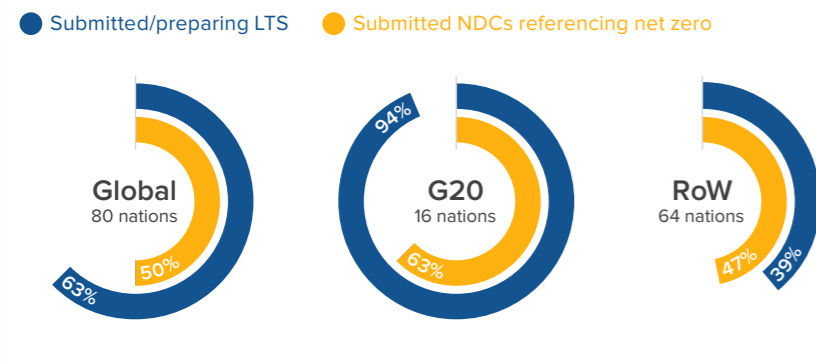 Submitted/preparing LTS
Submitted NDCs referencing net zero
Global
80 nations
63%
50%
G20
16 nations
94%
63%
RoW
64 nations
47%
39%